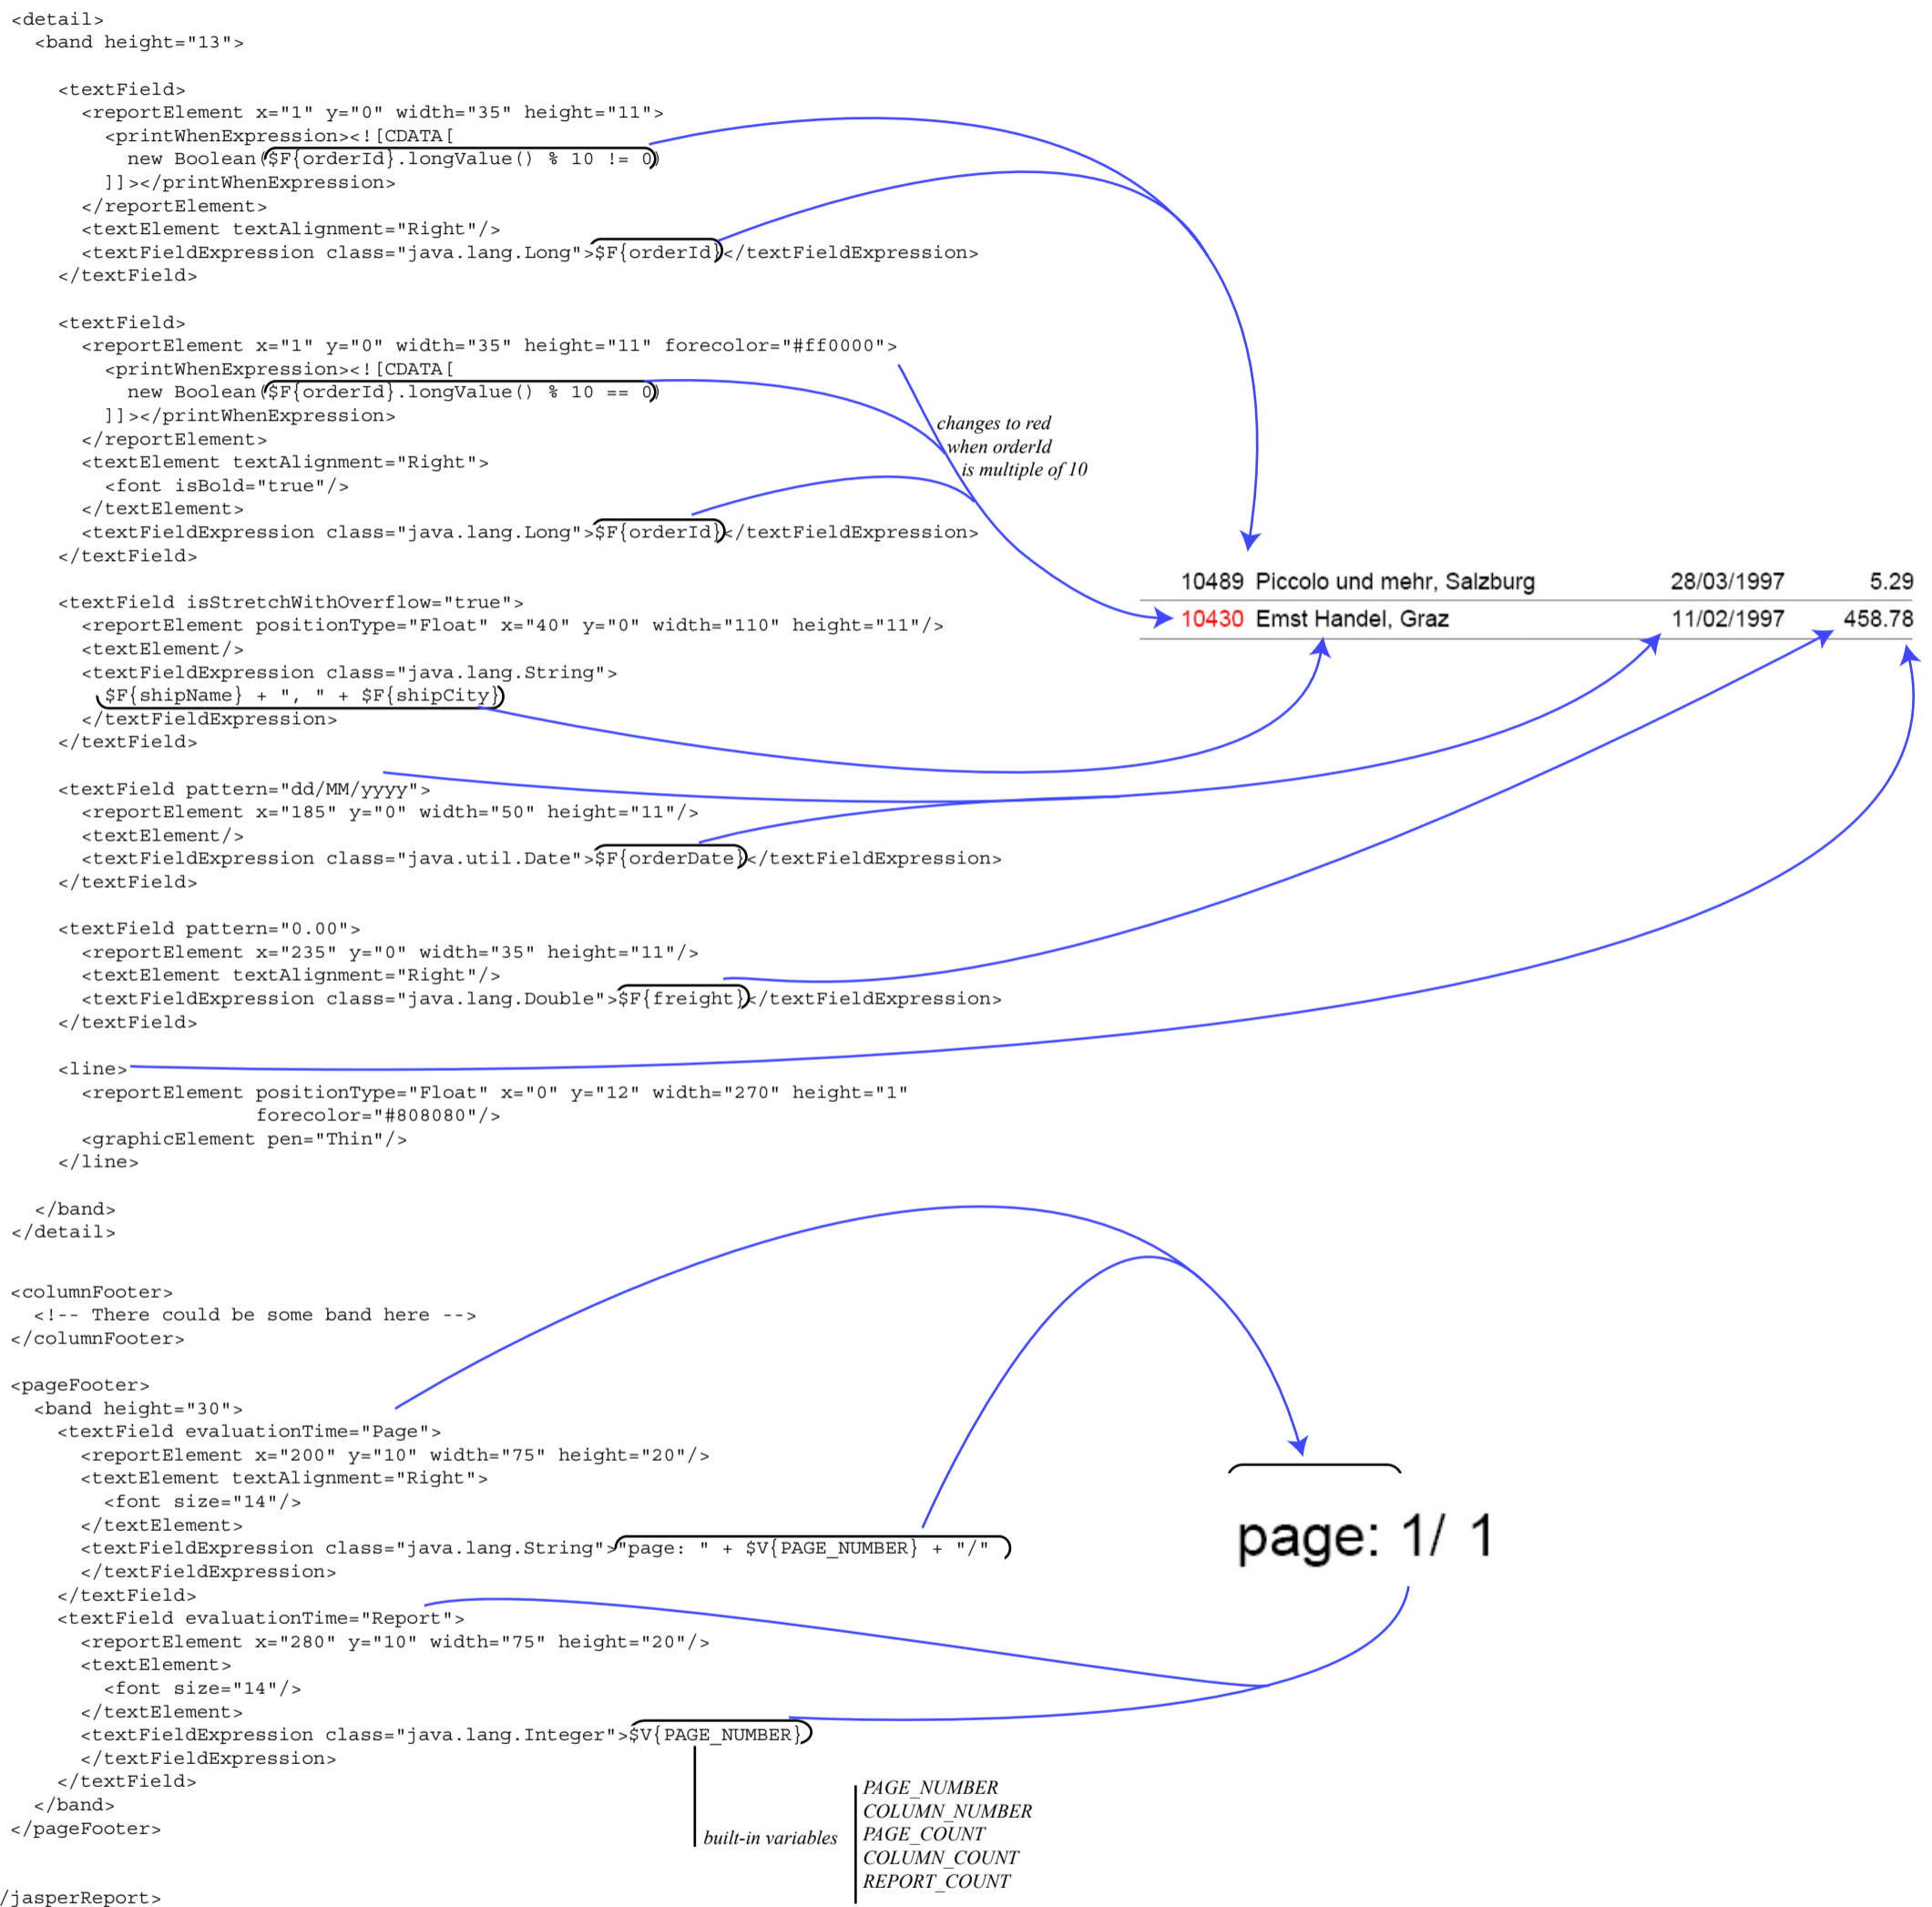 <detail>
  <band height="13">

    <textField>
      <reportElement x="1" y="0" width="35" height="11">
        <printWhenExpression><![CDATA[
          new Boolean($F{orderId}.longValue() % 10 != 0)
        ]]></printWhenExpression>
      </reportElement>
      <textElement textAlignment="Right"/>
      <textFieldExpression class="java.lang.Long">$F{orderId}</textFieldExpression>
    </textField>

    <textField>
      <reportElement x="1" y="0" width="35" height="11" forecolor="#ff0000">
        <printWhenExpression><![CDATA[
          new Boolean($F{orderId}.longValue() % 10 == 0)
        ]]></printWhenExpression>
      </reportElement>
      <textElement textAlignment="Right">
        <font isBold="true"/>
      </textElement>
      <textFieldExpression class="java.lang.Long">$F{orderId}</textFieldExpression>
    </textField>
changes to red
when orderId
is multiple of 10

    <textField isStretchWithOverflow="true">
      <reportElement positionType="Float" x="40" y="0" width="110" height="11"/>
      <textElement/>
      <textFieldExpression class="java.lang.String">
        $F{shipName} + ", " + $F{shipCity}
      </textFieldExpression>
    </textField>

    <textField pattern="dd/MM/yyyy">
      <reportElement x="185" y="0" width="50" height="11"/>
      <textElement/>
      <textFieldExpression class="java.util.Date">$F{orderDate}</textFieldExpression>
    </textField>

    <textField pattern="0.00">
      <reportElement x="235" y="0" width="35" height="11"/>
      <textElement textAlignment="Right"/>
      <textFieldExpression class="java.lang.Double">$F{freight}</textFieldExpression>
    </textField>

    <line>
      <reportElement positionType="Float" x="0" y="12" width="270" height="1"
                     forecolor="#808080"/>
      <graphicElement pen="Thin"/>
    </line>

  </band>
</detail>
10489 Piccolo und mehr, Salzburg 28/03/1997 5.29
10430 Ernst Handel, Graz 11/02/1997 458.78

<columnFooter>
  <!-- There could be some band here -->
</columnFooter>

<pageFooter>
  <band height="30">
    <textField evaluationTime="Page">
      <reportElement x="200" y="10" width="75" height="20"/>
      <textElement textAlignment="Right">
        <font size="14"/>
      </textElement>
      <textFieldExpression class="java.lang.String">"page: " + $V{PAGE_NUMBER} + "/"
      </textFieldExpression>
    </textField>
    <textField evaluationTime="Report">
      <reportElement x="280" y="10" width="75" height="20"/>
      <textElement>
        <font size="14"/>
      </textElement>
      <textFieldExpression class="java.lang.Integer">$V{PAGE_NUMBER}
      </textFieldExpression>
    </textField>
  </band>
</pageFooter>
page: 1/ 1
built-in variables
PAGE_NUMBER
COLUMN_NUMBER
PAGE_COUNT
COLUMN_COUNT
REPORT_COUNT

/jasperReport>